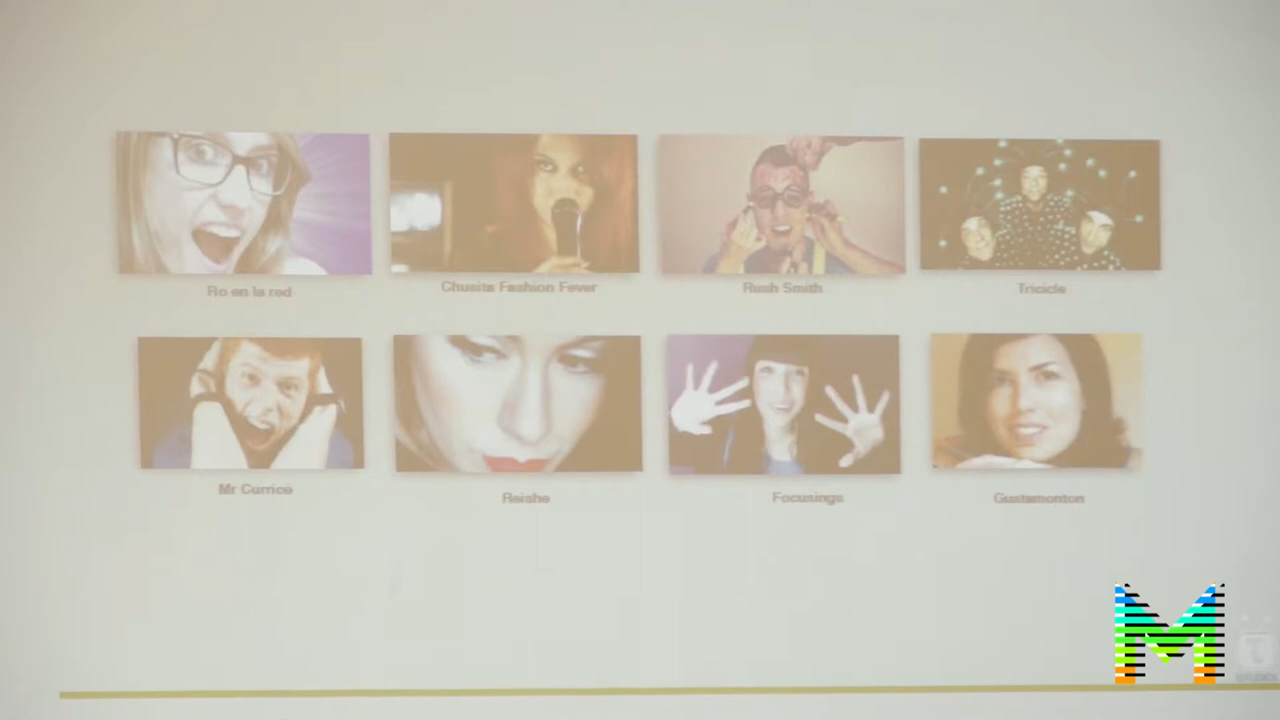 Ro en la red
Chusita Fashion Fever
Rush Smith
Tricicle
Mr Currice
Reishe
Focusings
Gustamonton
M